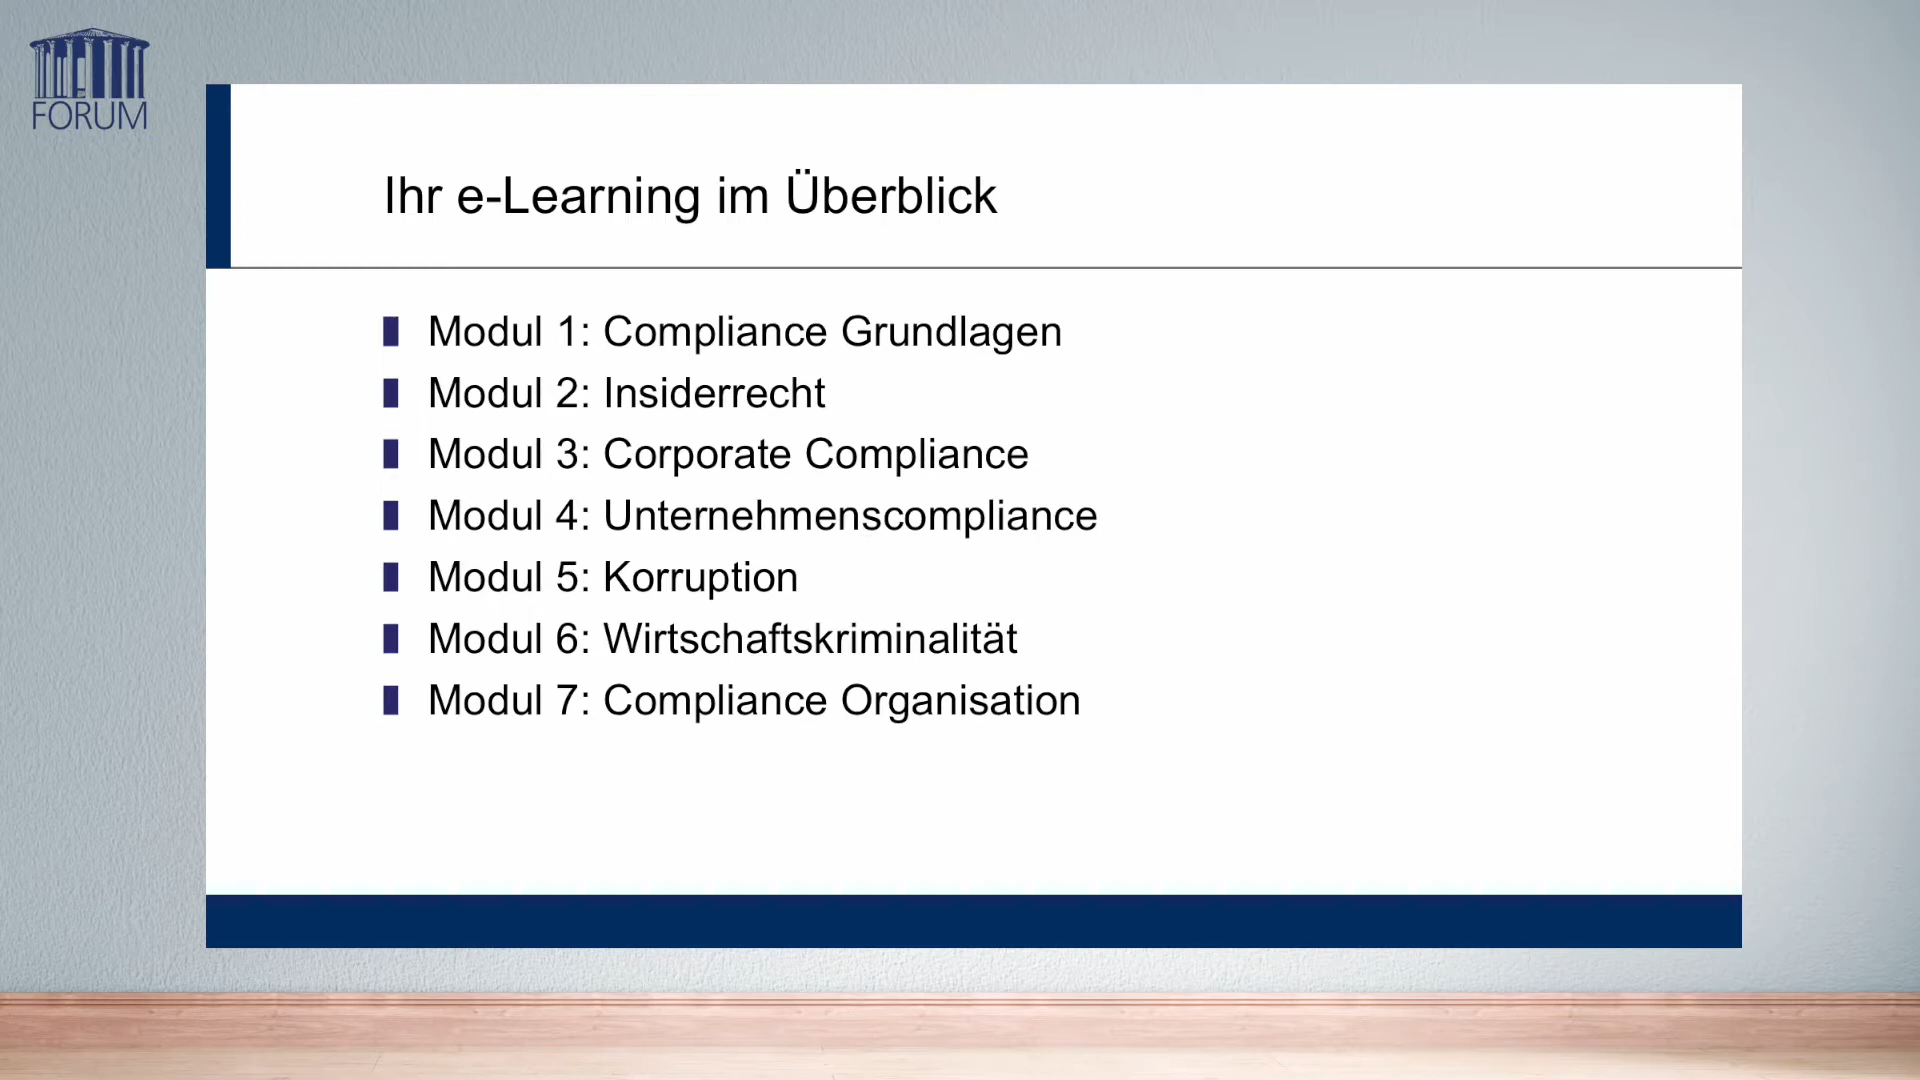 FORUM
Ihr e-Learning im Überblick
Modul 1: Compliance Grundlagen
Modul 2: Insiderrecht
Modul 3: Corporate Compliance
Modul 4: Unternehmenscompliance
Modul 5: Korruption
Modul 6: Wirtschaftskriminalität
Modul 7: Compliance Organisation